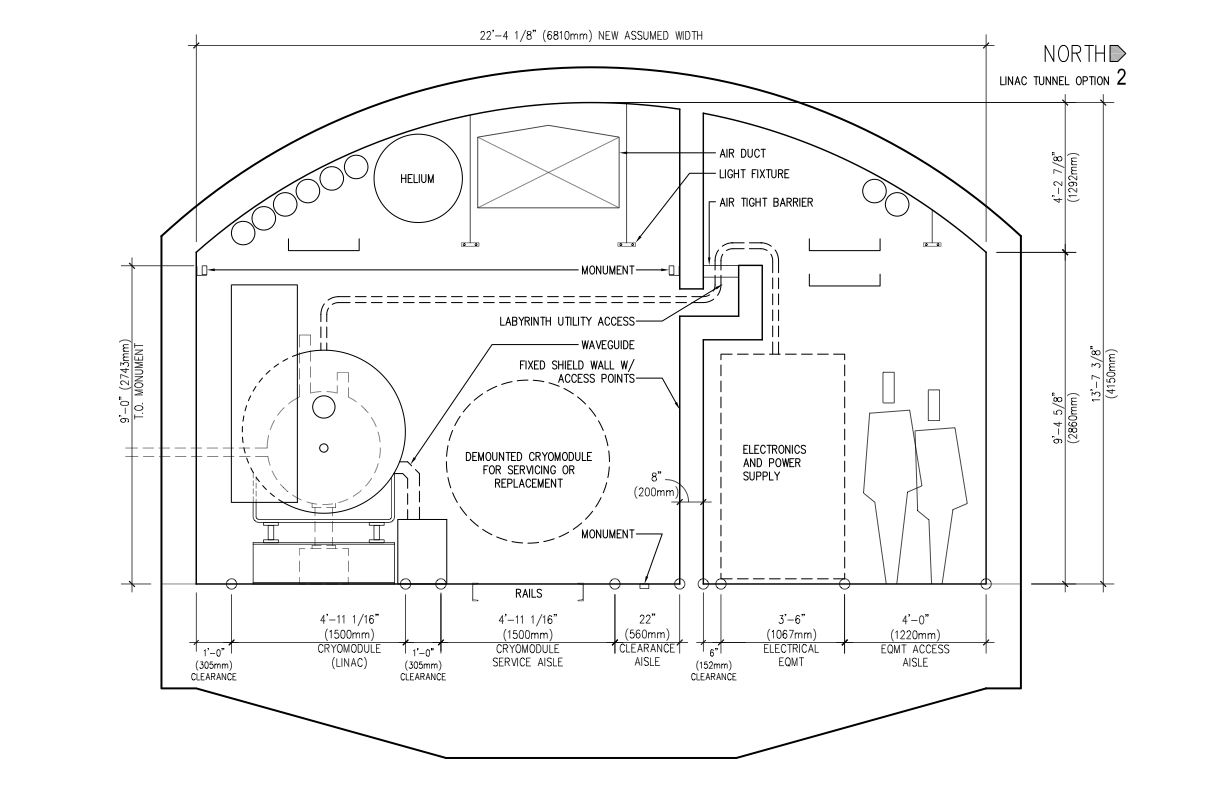 22'-4 1/8" (6810mm) NEW ASSUMED WIDTH
NORTH
LINAC TUNNEL OPTION 2
AIR DUCT
LIGHT FIXTURE
AIR TIGHT BARRIER
HELIUM
4'-2 7/8"
(1292mm)
MONUMENT
LABYRINTH UTILITY ACCESS
WAVEGUIDE
FIXED SHIELD WALL W/
ACCESS POINTS
9'-0" (2743mm)
T.O. MONUMENT
13'-7 3/8"
(4150mm)
9'-4 5/8"
(2860mm)
DEMOUNTED CRYOMODULE
FOR SERVICING OR
REPLACEMENT
ELECTRONICS
AND POWER
SUPPLY
8"
(200mm)
MONUMENT
RAILS
4'-11 1/16"
(1500mm)
CRYOMODULE
(LINAC)
4'-11 1/16"
(1500mm)
CRYOMODULE
SERVICE AISLE
22"
(560mm)
CLEARANCE
AISLE
3'-6"
(1067mm)
ELECTRICAL
EQMT
4'-0"
(1220mm)
EQMT ACCESS
AISLE
1'-0"
(305mm)
CLEARANCE
1'-0"
(305mm)
CLEARANCE
6"
(152mm)
CLEARANCE